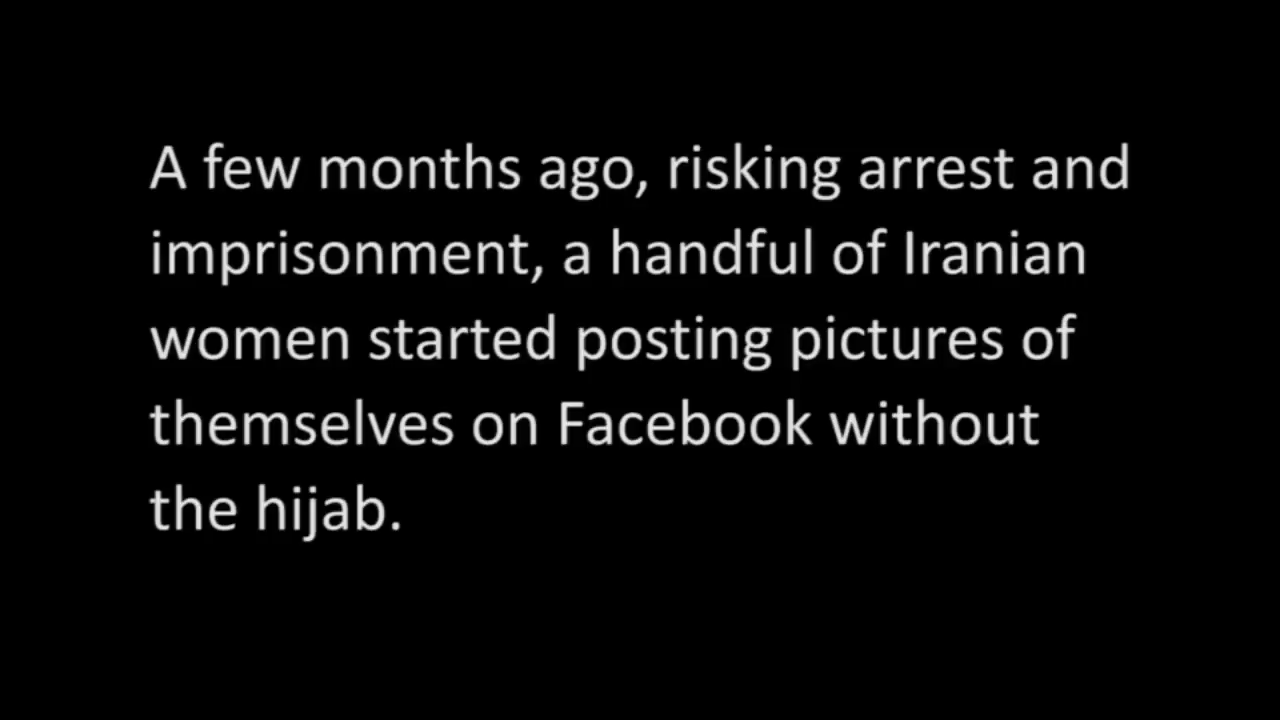 A few months ago, risking arrest and
imprisonment, a handful of Iranian
women started posting pictures of
themselves on Facebook without
the hijab.